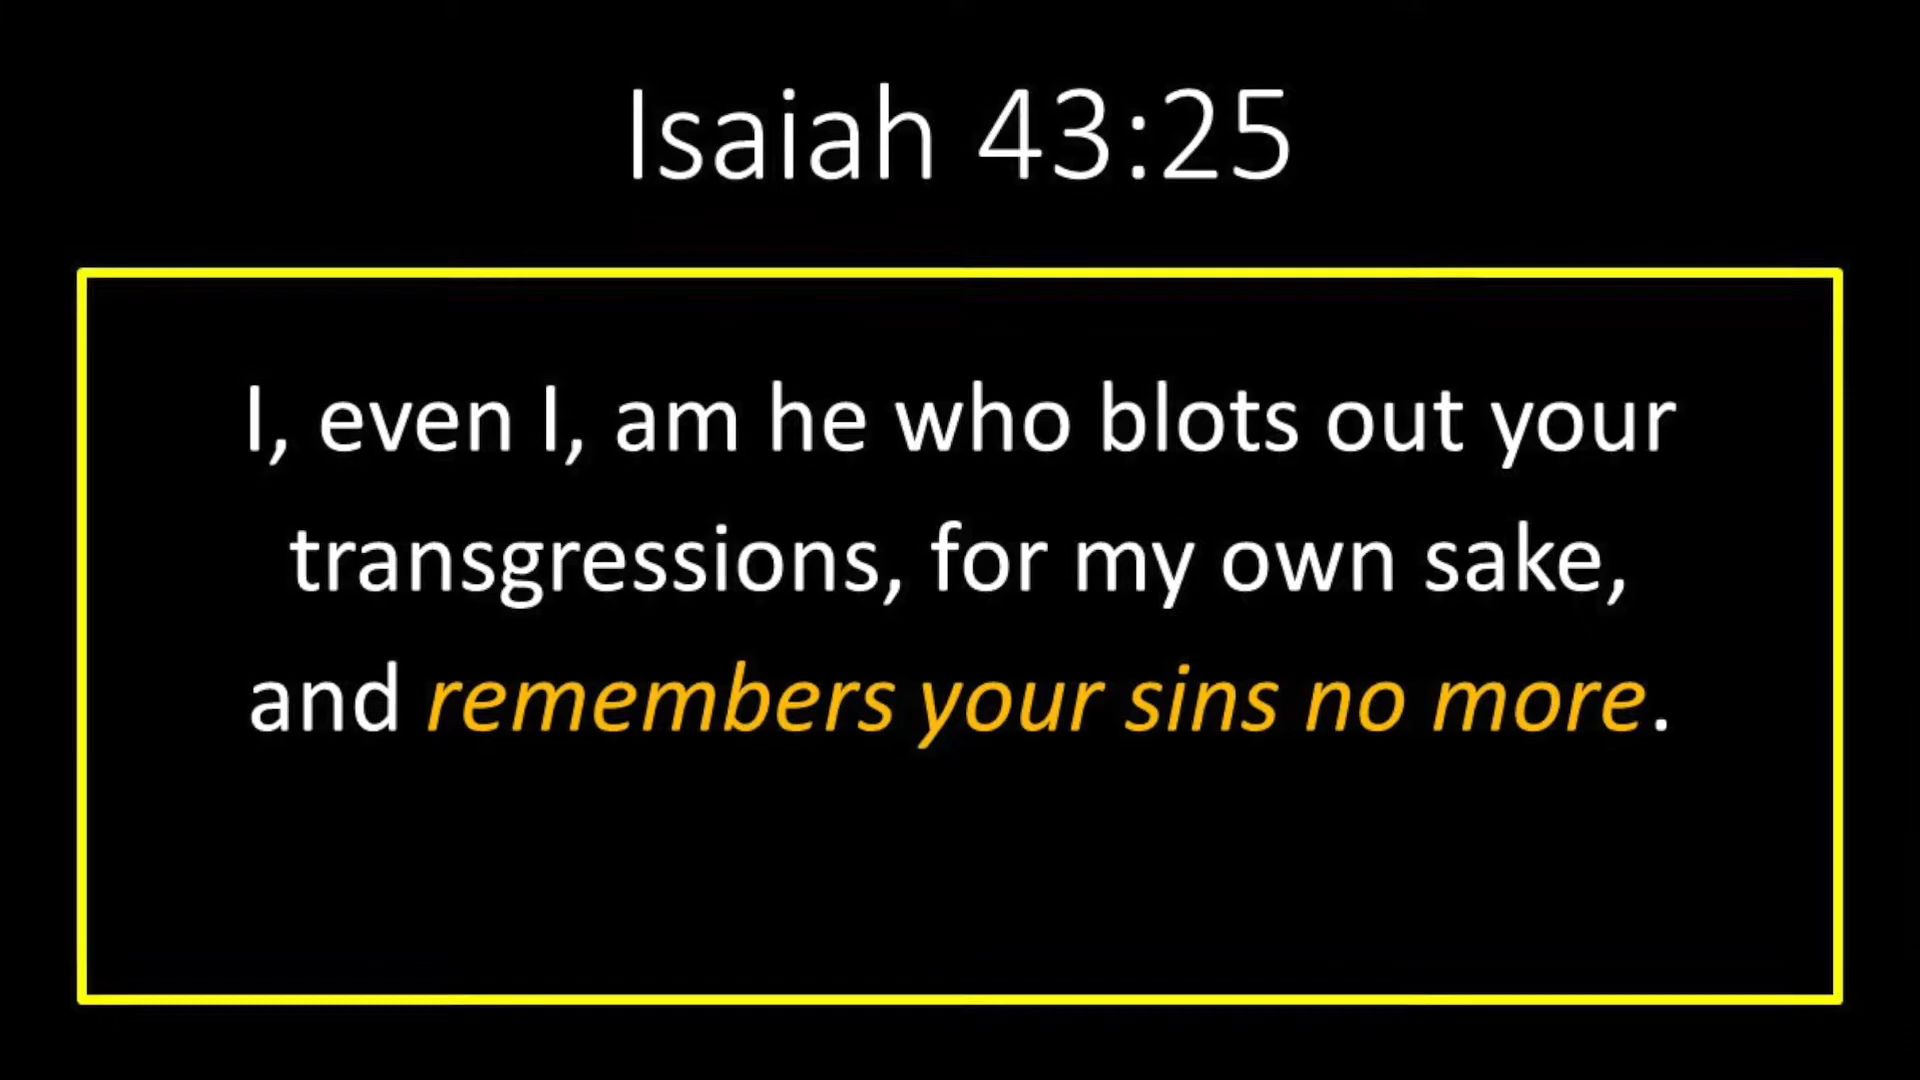 Isaiah 43:25
I, even I, am he who blots out your
transgressions, for my own sake,
and remembers your sins no more.